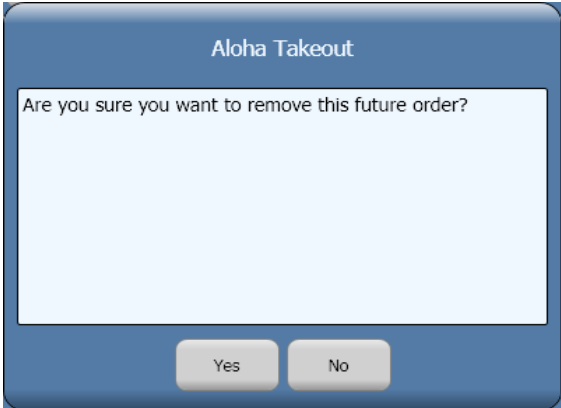 Aloha Takeout
Are you sure you want to remove this future order?
Yes
No